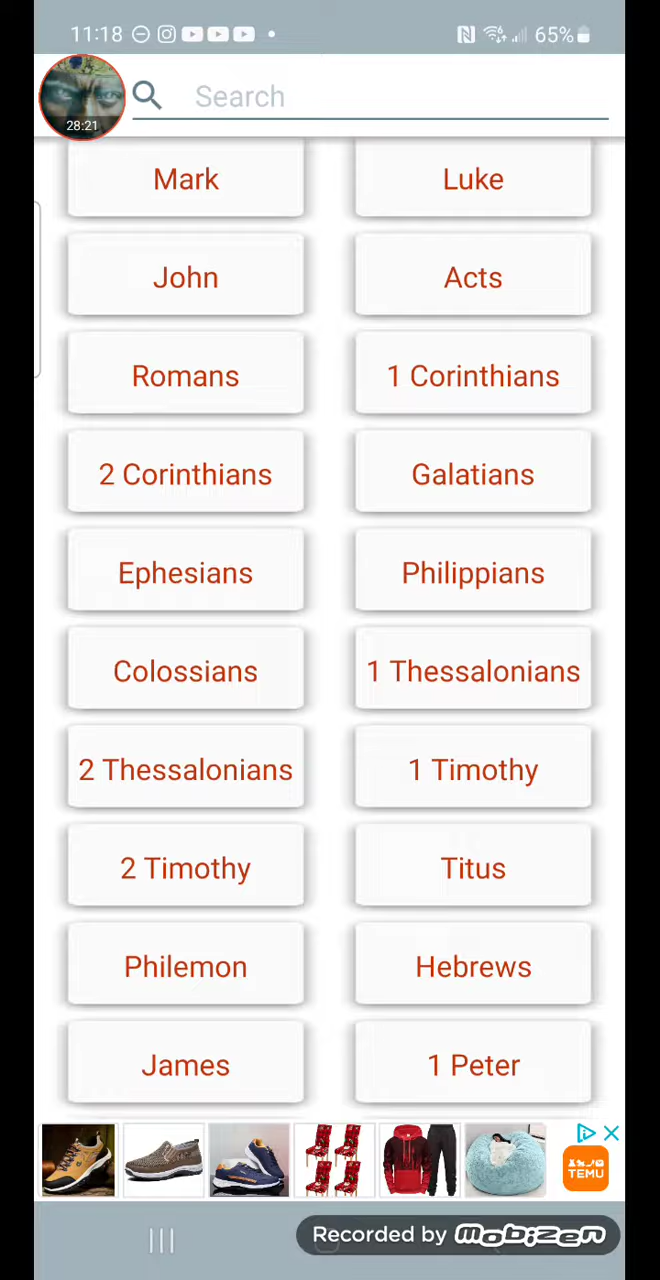 11:18 65%
28:21
Search
Mark Luke
John Acts
Romans 1 Corinthians
2 Corinthians Galatians
Ephesians Philippians
Colossians 1 Thessalonians
2 Thessalonians 1 Timothy
2 Timothy Titus
Philemon Hebrews
James 1 Peter
TEMU
Recorded by mobizen